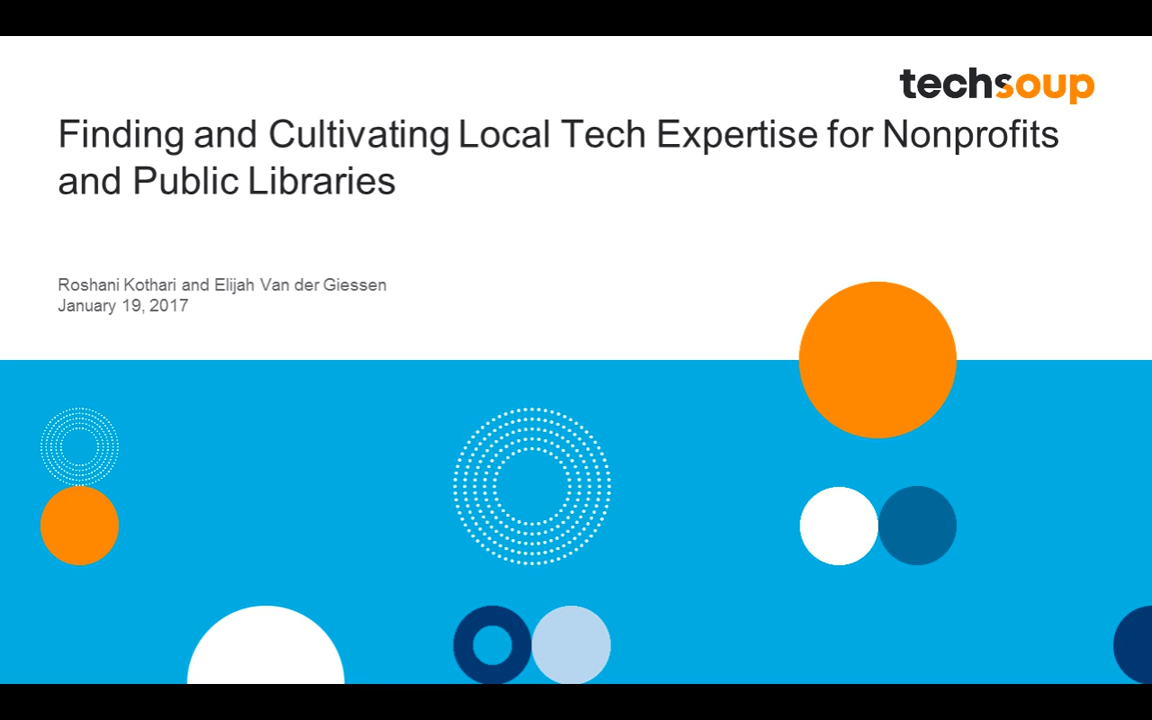 techsoup
Finding and Cultivating Local Tech Expertise for Nonprofits
and Public Libraries
Roshani Kothari and Elijah Van der Giessen
January 19, 2017